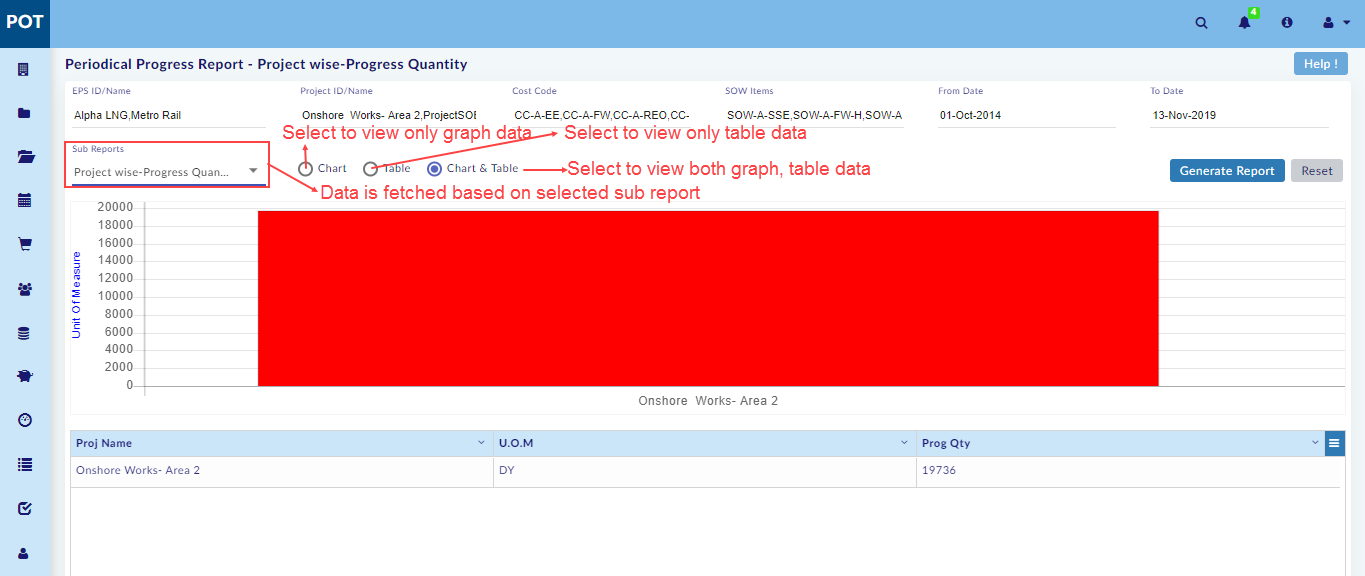 POT
4
Periodical Progress Report - Project wise-Progress Quantity
Help !
EPS ID/Name
Project ID/Name
Cost Code
SOW Items
From Date
To Date
Alpha LNG,Metro Rail
Onshore Works- Area 2,ProjectSOE
CC-A-EE,CC-A-FW,CC-A-REO,CC-
SOW-A-SSE,SOW-A-FW-H,SOW-A
01-Oct-2014
13-Nov-2019
Select to view only graph data
Select to view only table data
Sub Reports
Project wise-Progress Quan...
Chart
Table
Chart & Table
Select to view both graph, table data
Generate Report
Reset
Data is fetched based on selected sub report
20000
18000
16000
14000
12000
10000
8000
6000
4000
2000
0
Unit Of Measure
Onshore Works- Area 2
Proj Name
U.O.M
Prog Qty
Onshore Works- Area 2
DY
19736